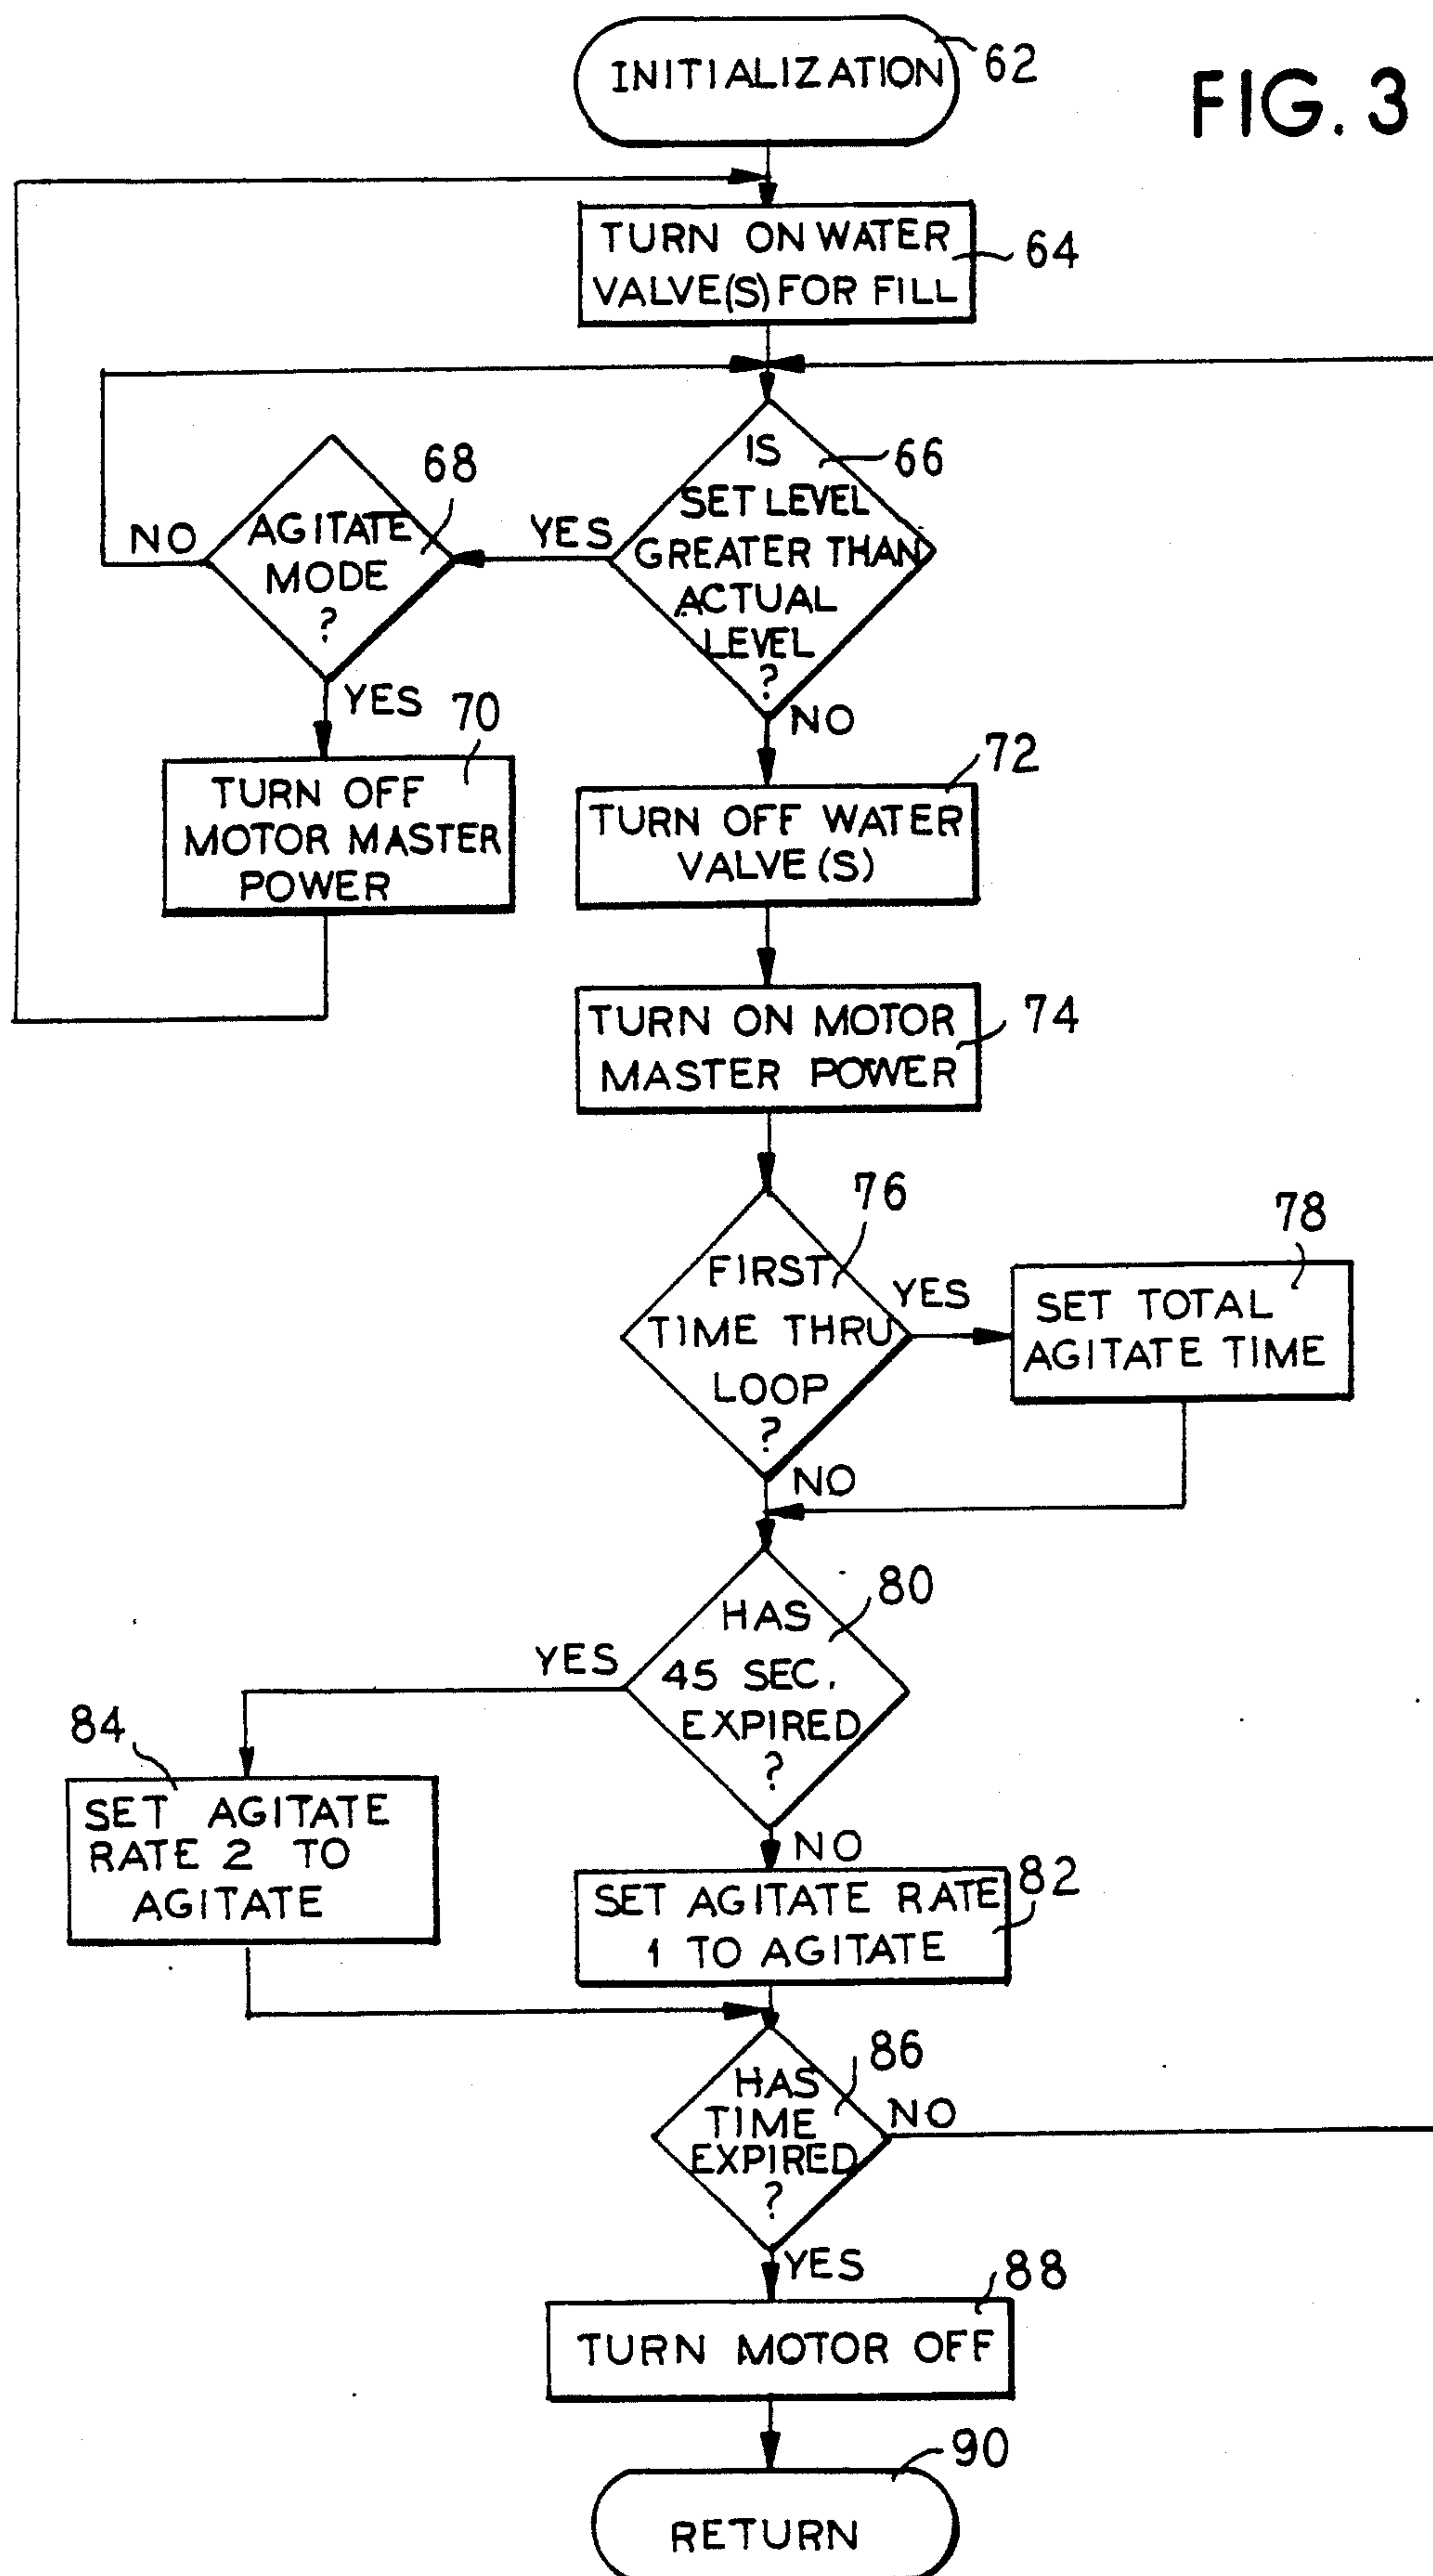 INITIALIZATION
62
FIG. 3
TURN ON WATER
VALVE(S) FOR FILL
64
IS
SET LEVEL
GREATER THAN
ACTUAL
LEVEL
?
66
YES
NO
68
AGITATE
MODE
?
NO
YES
70
TURN OFF
MOTOR MASTER
POWER
72
TURN OFF WATER
VALVE(S)
TURN ON MOTOR
MASTER POWER
74
76
FIRST
TIME THRU
LOOP
?
YES
NO
78
SET TOTAL
AGITATE TIME
80
HAS
45 SEC.
EXPIRED
?
YES
NO
84
SET AGITATE
RATE 2 TO
AGITATE
82
SET AGITATE RATE
1 TO AGITATE
86
HAS
TIME
EXPIRED
?
NO
YES
88
TURN MOTOR OFF
90
RETURN